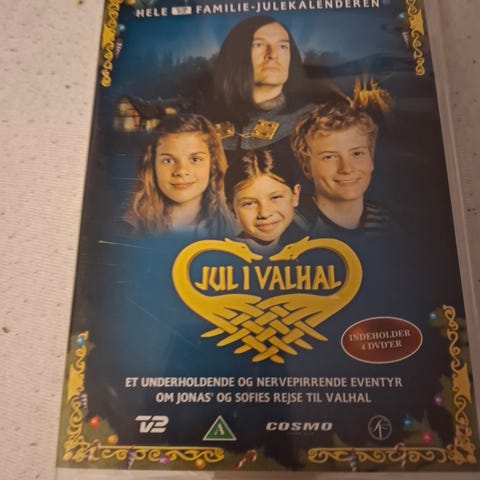 HELE TV2 FAMILIE-JULEKALENDEREN
JUL I VALHAL
INDEHOLDER
4 DVD'ER
ET UNDERHOLDENDE OG NERVEPIRRENDE EVENTYR
OM JONAS' OG SOFIES REJSE TIL VALHAL
TV2 A COSMO